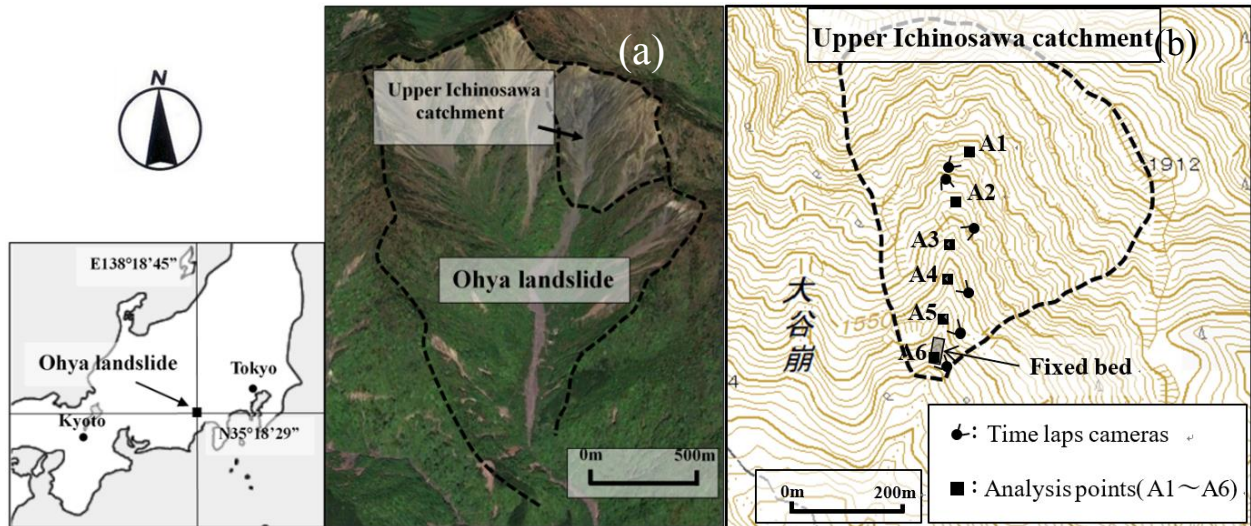 N
E138°18'45”
Ohya landslide
Tokyo
Kyoto
N35°18'29”
(a)
Upper Ichinosawa
catchment
Ohya landslide
0m 500m
Upper Ichinosawa catchment
(b)
A1
1912
A2
A3
A4
大谷崩
A5
1550
A6
Fixed bed
4
: Time laps cameras
: Analysis points(A1~A6)
0m 200m